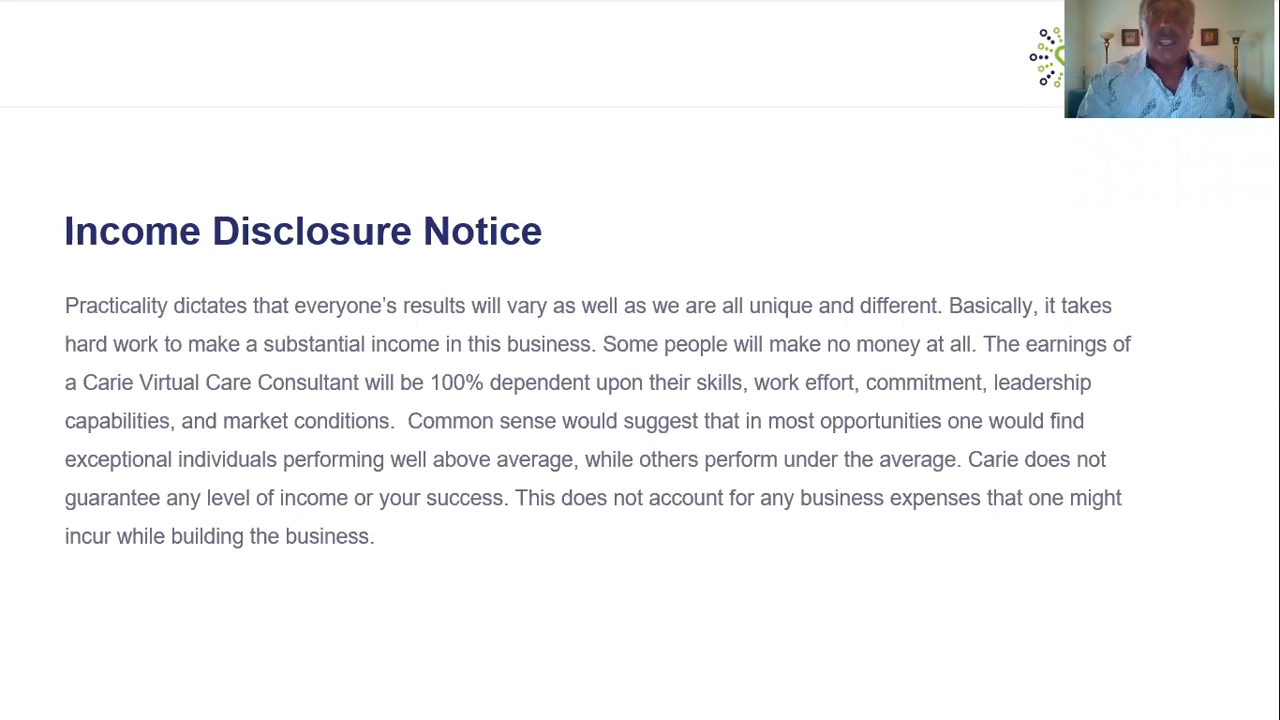 Income Disclosure Notice
Practicality dictates that everyone’s results will vary as well as we are all unique and different. Basically, it takes
hard work to make a substantial income in this business. Some people will make no money at all. The earnings of
a Carie Virtual Care Consultant will be 100% dependent upon their skills, work effort, commitment, leadership
capabilities, and market conditions.  Common sense would suggest that in most opportunities one would find
exceptional individuals performing well above average, while others perform under the average. Carie does not
guarantee any level of income or your success. This does not account for any business expenses that one might
incur while building the business.